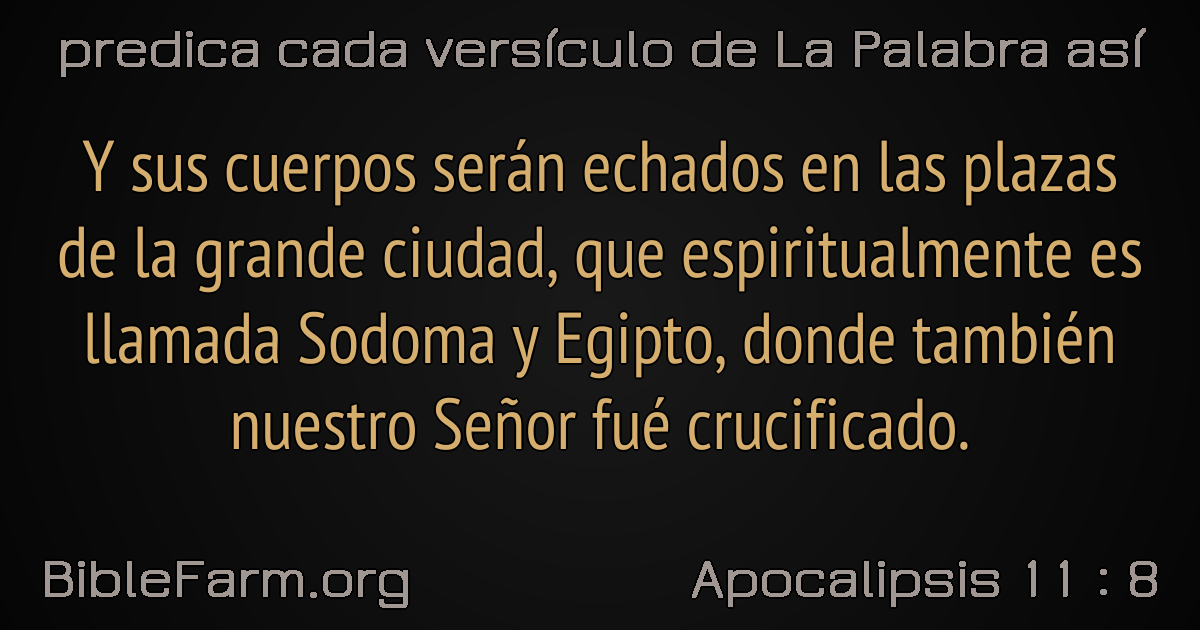 predica cada versículo de La Palabra así
Y sus cuerpos serán echados en las plazas
de la grande ciudad, que espiritualmente es
llamada Sodoma y Egipto, donde también
nuestro Señor fué crucificado.
BibleFarm.org
Apocalipsis 11 : 8